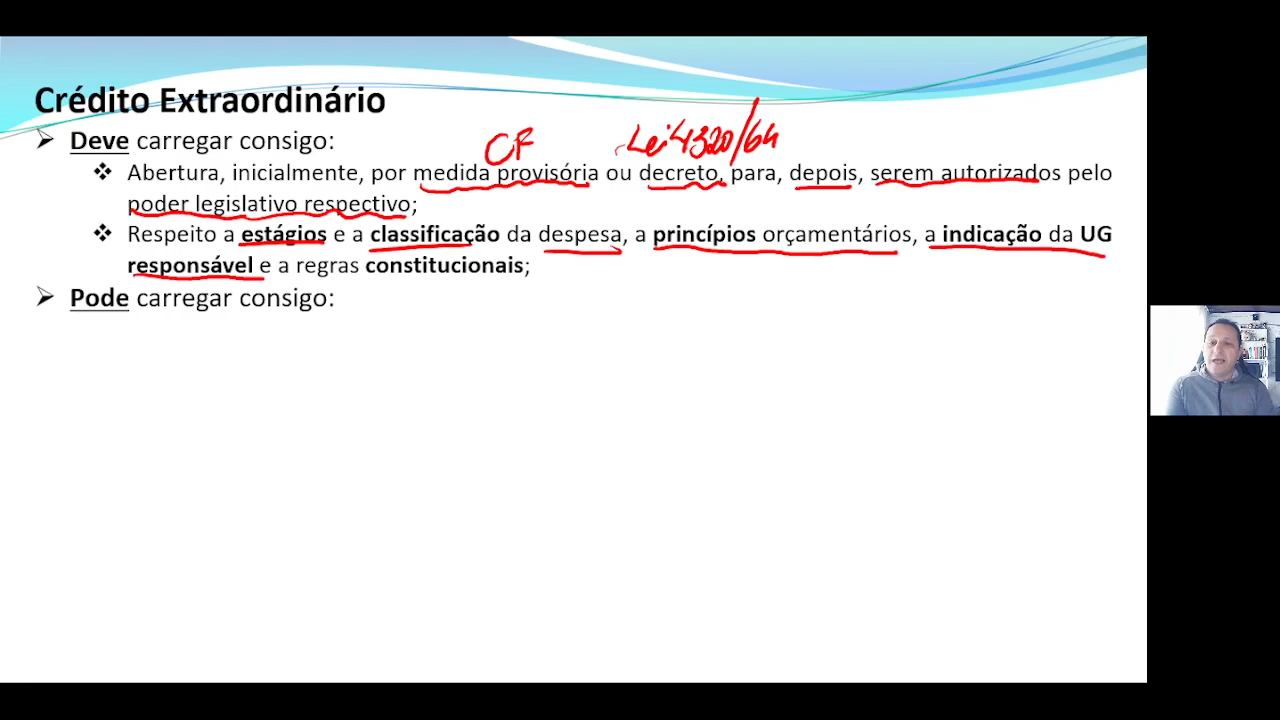 Crédito Extraordinário
➢ Deve carregar consigo:
CF Lei 4320/64
❖ Abertura, inicialmente, por medida provisória ou decreto, para, depois, serem autorizados pelo
poder legislativo respectivo;
❖ Respeito a estágios e a classificação da despesa, a princípios orçamentários, a indicação da UG
responsável e a regras constitucionais;
➢ Pode carregar consigo: